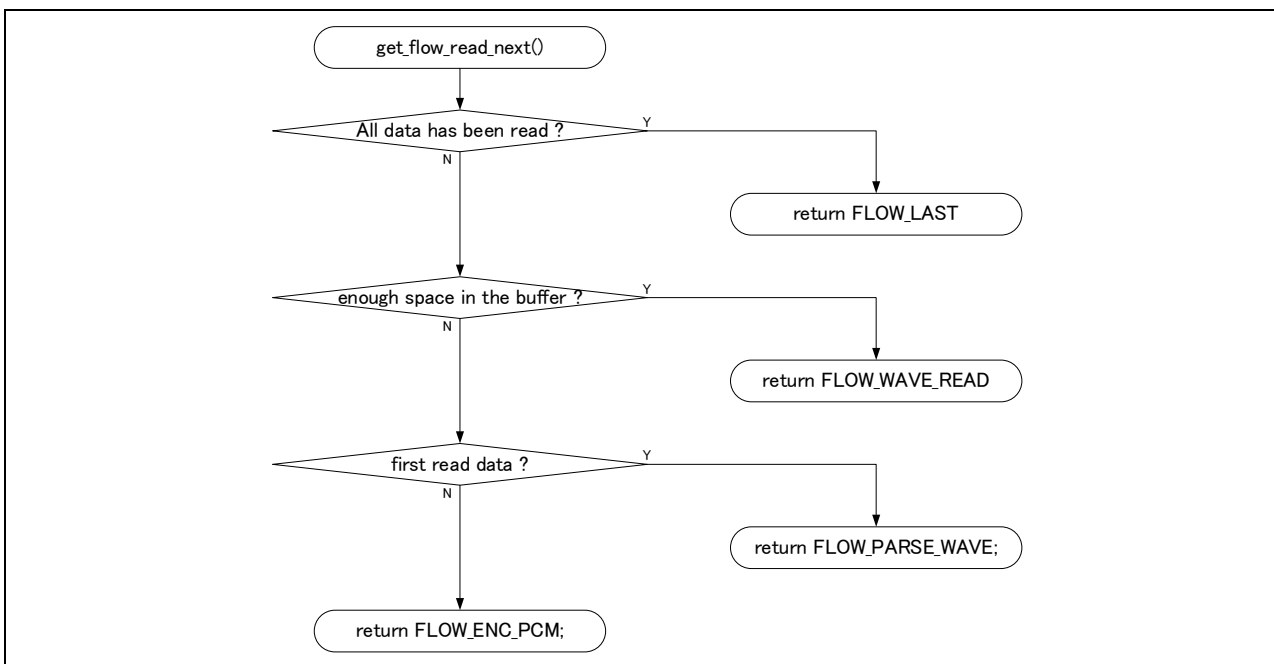 get_flow_read_next()
All data has been read ?
Y
N
return FLOW_LAST
enough space in the buffer ?
Y
N
return FLOW_WAVE_READ
first read data ?
Y
N
return FLOW_PARSE_WAVE;
return FLOW_ENC_PCM;